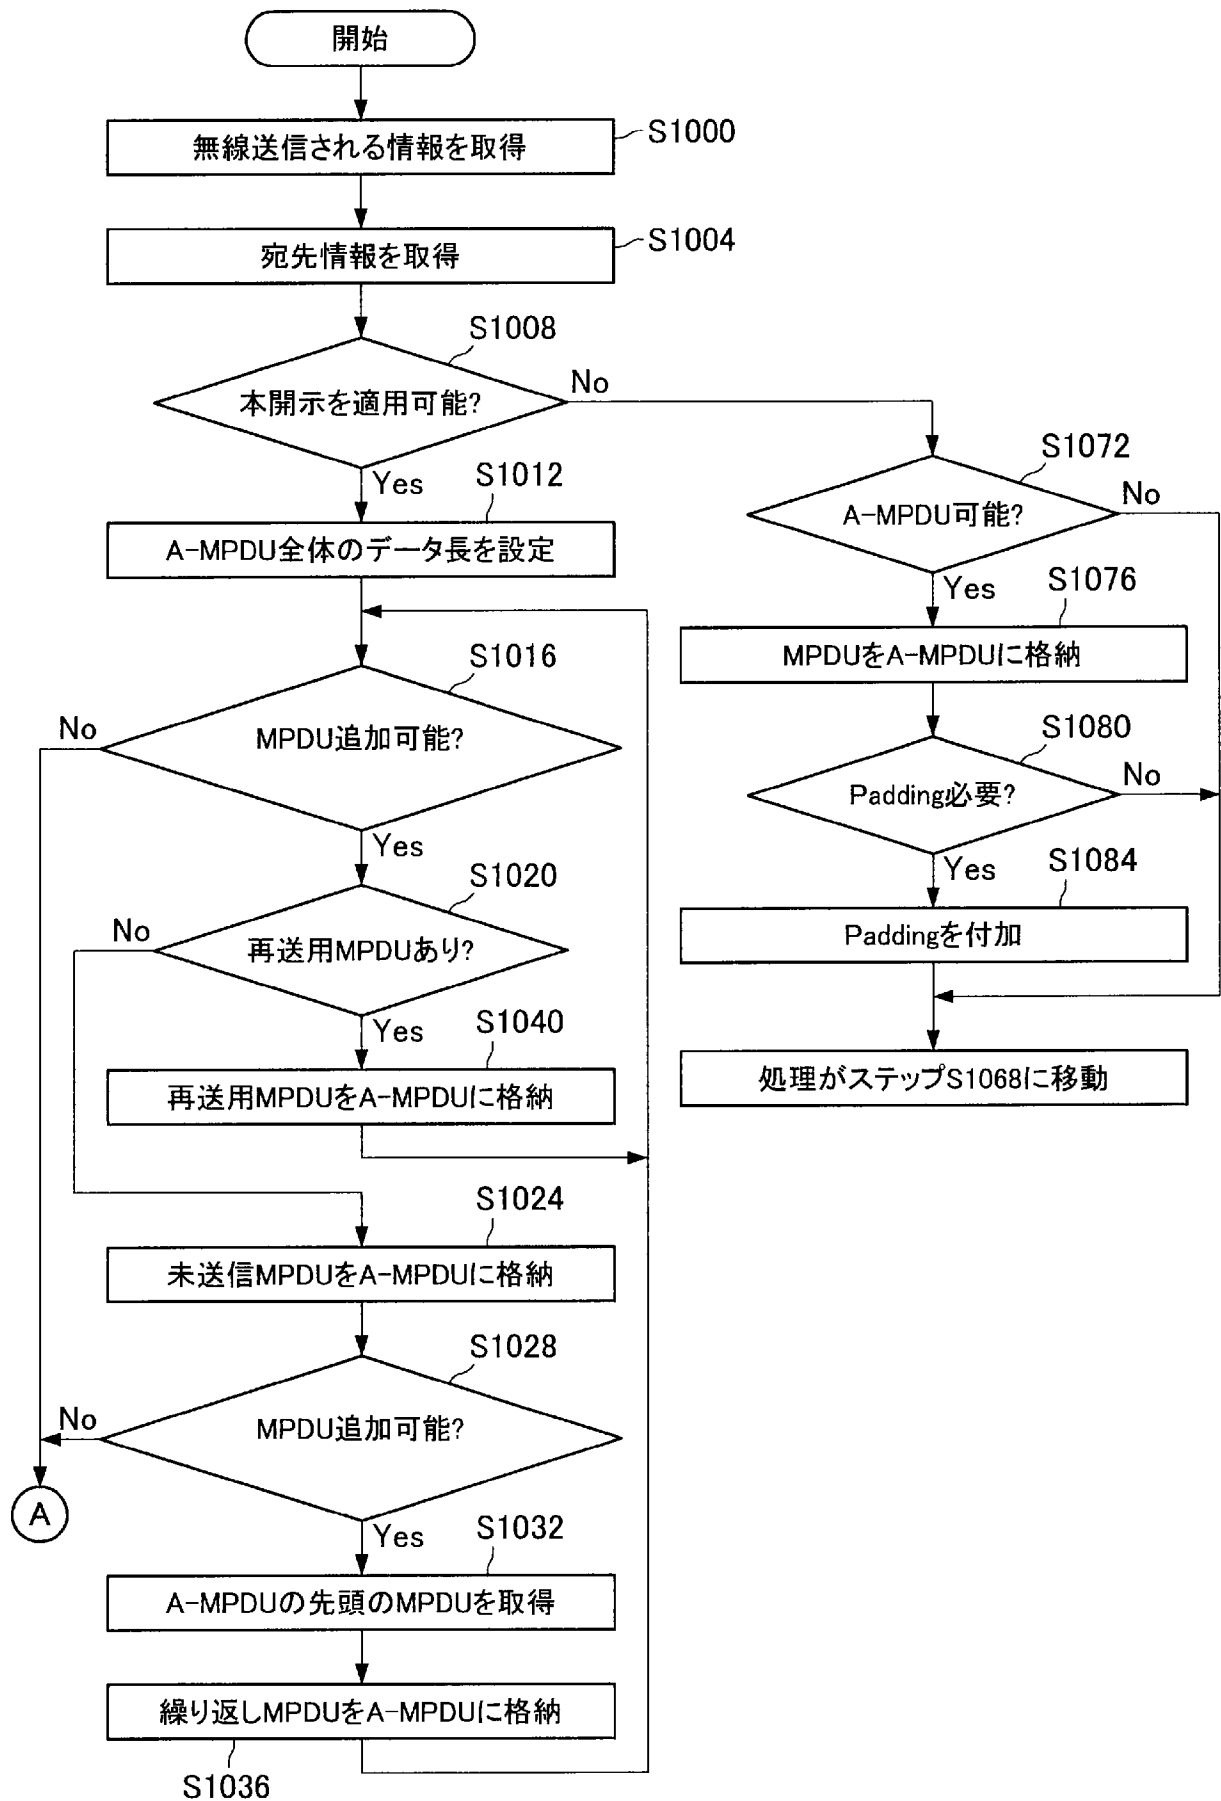 開始
無線送信される情報を取得
S1000
宛先情報を取得
S1004
S1008
本開示を適用可能?
No
Yes
S1012
A-MPDU全体のデータ長を設定
S1016
No
MPDU追加可能?
Yes
S1020
No
再送用MPDUあり?
Yes
S1040
再送用MPDUをA-MPDUに格納
S1024
未送信MPDUをA-MPDUに格納
S1028
No
MPDU追加可能?
A
Yes
S1032
A-MPDUの先頭のMPDUを取得
繰り返しMPDUをA-MPDUに格納
S1036
S1072
A-MPDU可能?
No
Yes
S1076
MPDUをA-MPDUに格納
S1080
Padding必要?
No
Yes
S1084
Paddingを付加
処理がステップS1068に移動